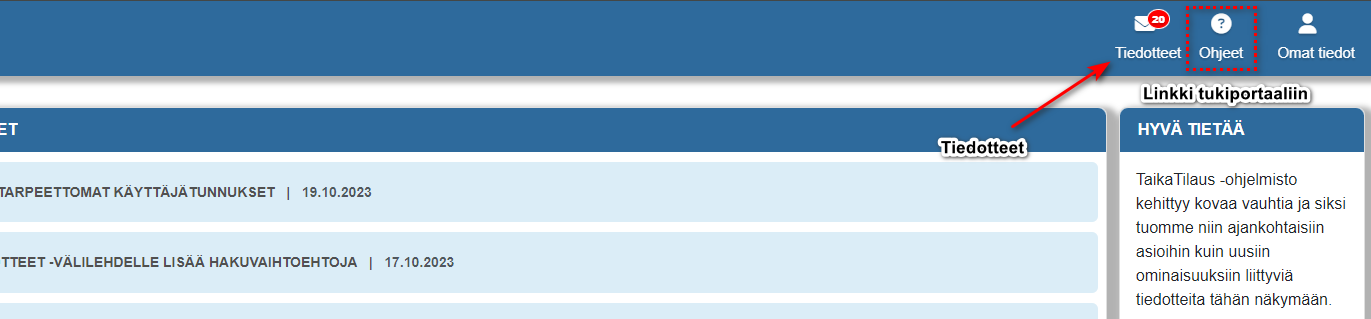 20
Tiedotteet Ohjeet Omat tiedot
Linkki tukiportaaliin
ET
HYVÄ TIETÄÄ
Tiedotteet
TARPEETTOMAT KÄYTTÄJÄTUNNUKSET | 19.10.2023
TTEET -VÄLILEHDELLE LISÄÄ HAKUVAIHTOEHTOJA | 17.10.2023
TaikaTilaus -ohjelmisto
kehittyy kovaa vauhtia ja siksi
tuomme niin ajankohtaisiin
asioihin kuin uusiin
ominaisuuksiin liittyviä
tiedotteita tähän näkymään.